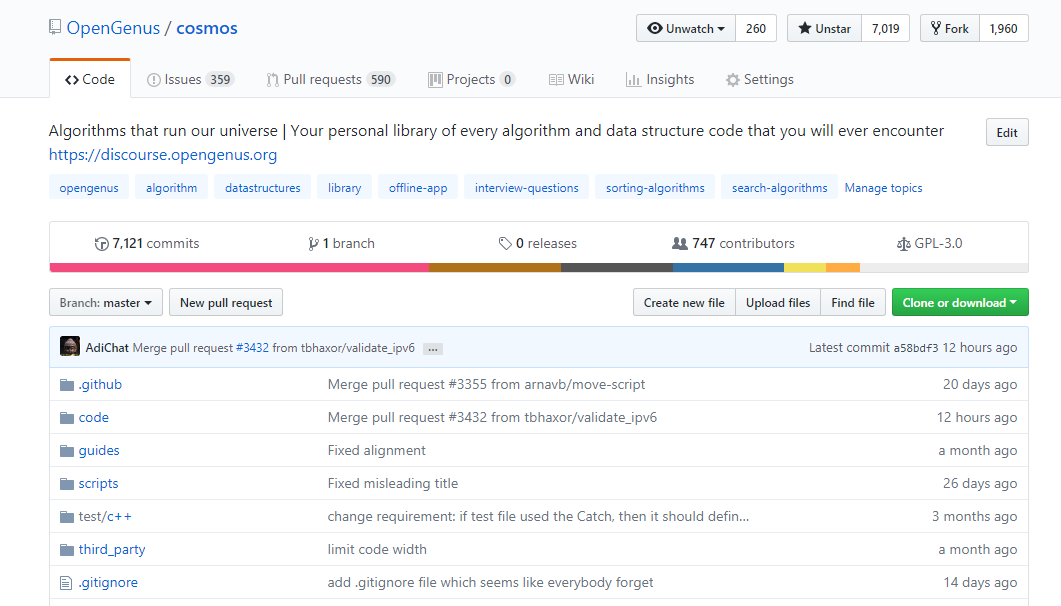 OpenGenus / cosmos
Unwatch 260 Unstar 7,019 Fork 1,960
Code Issues 359 Pull requests 590 Projects 0 Wiki Insights Settings
Algorithms that run our universe | Your personal library of every algorithm and data structure code that you will ever encounter Edit
https://discourse.opengenus.org
opengenus algorithm datastructures library offline-app interview-questions sorting-algorithms search-algorithms Manage topics
7,121 commits 1 branch 0 releases 747 contributors GPL-3.0
Branch: master New pull request Create new file Upload files Find file Clone or download
AdiChat Merge pull request #3432 from tbhaxor/validate_ipv6 ... Latest commit a58bdf3 12 hours ago
.github Merge pull request #3355 from arnavb/move-script 20 days ago
code Merge pull request #3432 from tbhaxor/validate_ipv6 12 hours ago
guides Fixed alignment a month ago
scripts Fixed misleading title 26 days ago
test/c++ change requirement: if test file used the Catch, then it should defin... 3 months ago
third_party limit code width a month ago
.gitignore add .gitignore file which seems like everybody forget 14 days ago